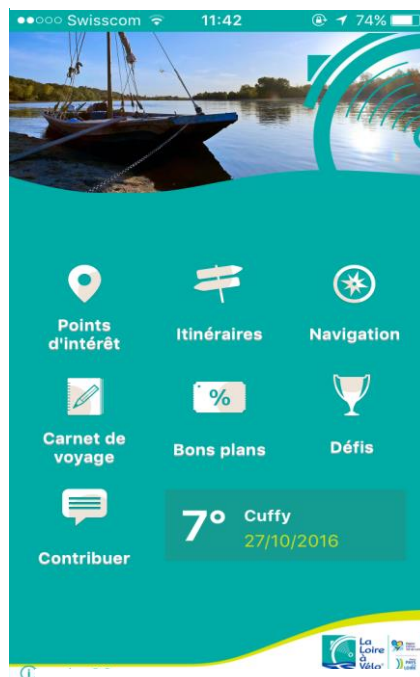 Swisscom 11:42 74%
Points
d'intérêt
Itinéraires
Navigation
Carnet de
voyage
%
Bons plans
Défis
Contribuer
7° Cuffy
27/10/2016
La
Loire
à
Vélo